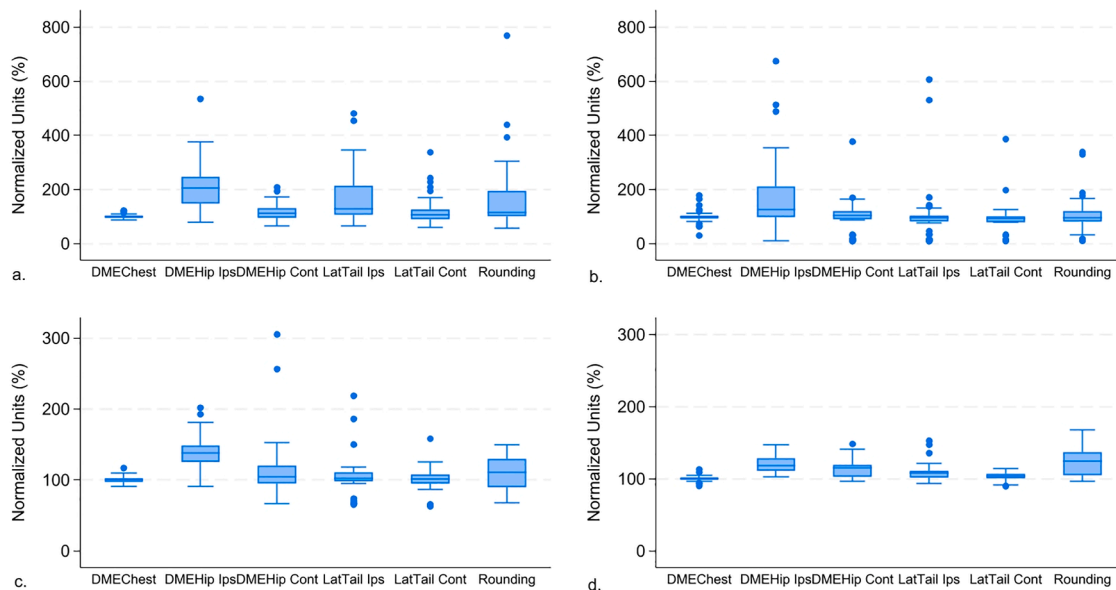 800
600
400
200
0
Normalized Units (%)
DMEChest DMEHip Ips DMEHip Cont LatTail Ips LatTail Cont Rounding
a.
800
600
400
200
0
Normalized Units (%)
DMEChest DMEHip Ips DMEHip Cont LatTail Ips LatTail Cont Rounding
b.
300
200
100
0
Normalized Units (%)
DMEChest DMEHip Ips DMEHip Cont LatTail Ips LatTail Cont Rounding
c.
300
200
100
0
Normalized Units (%)
DMEChest DMEHip Ips DMEHip Cont LatTail Ips LatTail Cont Rounding
d.